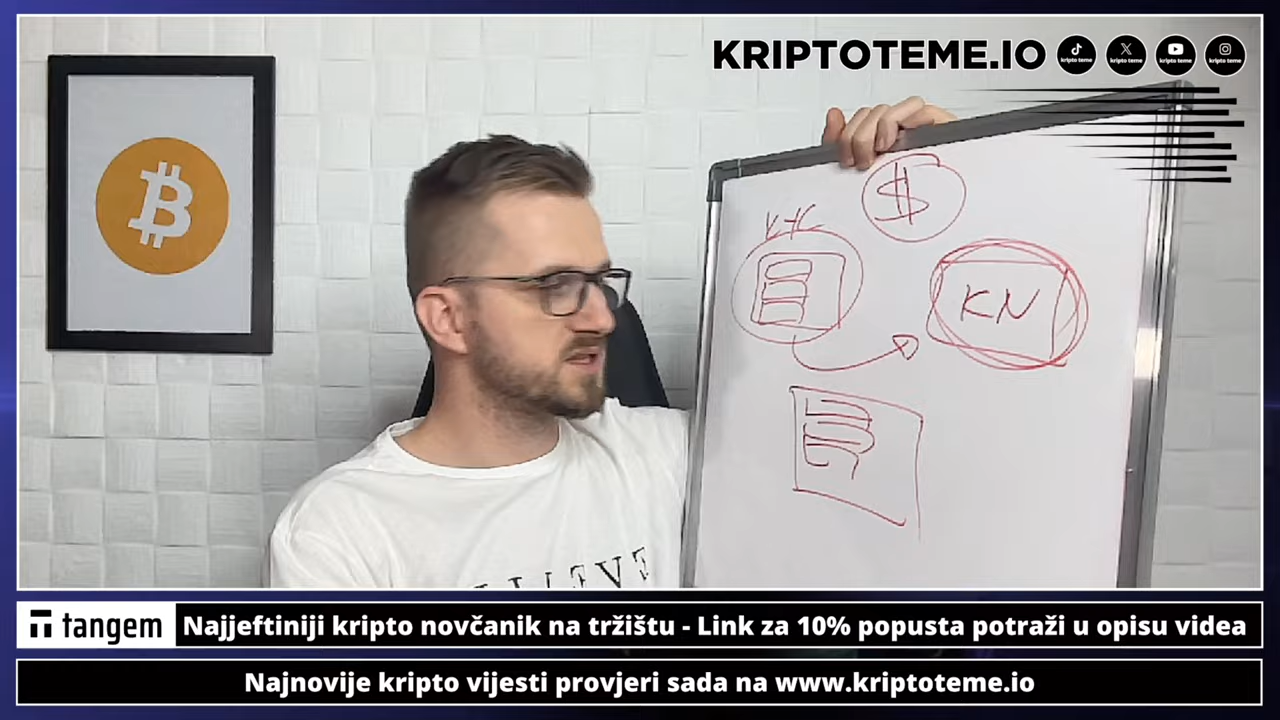 KRIPTOTEME.IO
kripto teme
kripto teme
kripto teme
kripto teme
$
KN
tangem
Najjeftiniji kripto novčanik na tržištu - Link za 10% popusta potraži u opisu videa
Najnovije kripto vijesti provjeri sada na www.kriptoteme.io